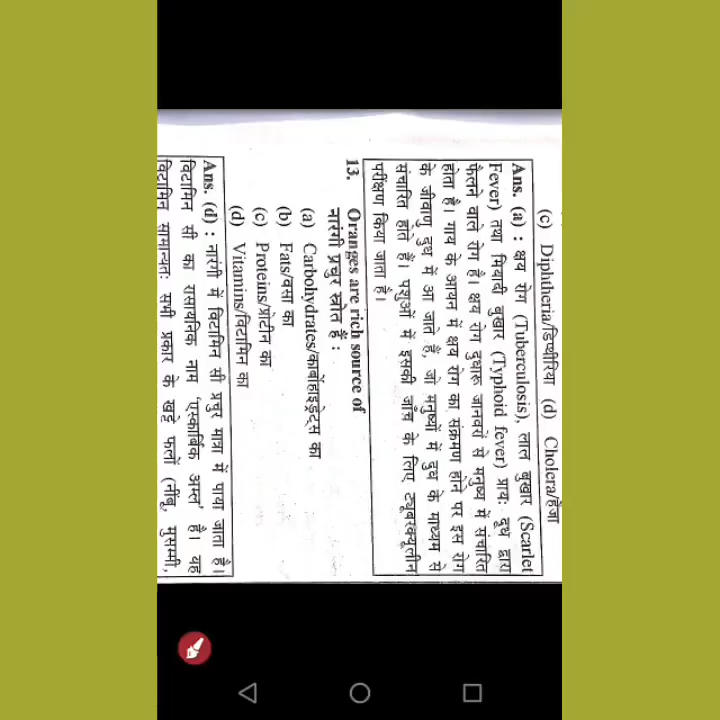 (c) Diphtheria/डिप्थीरिया (d) Cholera/हैजा
Ans. (a) : क्षय रोग (Tuberculosis), लाल बुखार (Scarlet
Fever) तथा मियादी बुखार (Typhoid fever) प्राय: दूध द्वारा
फैलने वाले रोग है। क्षय रोग दुधारू जानवरों से मनुष्य में संचारित
होता है। गाय के आयन में क्षय रोग का संक्रमण होने पर इस रोग
के जीवाणु दुध में आ जाते हैं, जो मनुष्यों में दुध के माध्यम से
संचारित होते है। पशुओं में इसकी जाँच के लिए ट्यूबरक्यूलीन
परीक्षण किया जाता है।
13. Oranges are rich source of
नारंगी प्रचुर स्त्रोत हैं :
(a) Carbohydrates/कार्बोहाइड्रेट्स का
(b) Fats/वसा का
(c) Proteins/प्रोटीन का
(d) Vitamins/विटामिन का
Ans. (d) : नारंगी में विटामिन सी प्रचुर मात्रा में पाया जाता है।
विटामिन सी का रासायनिक नाम 'एस्कार्बिक अम्ल' है। यह
विटामिन सामान्यत: सभी प्रकार के खट्टे फलों (नींबू, मुसम्मी,